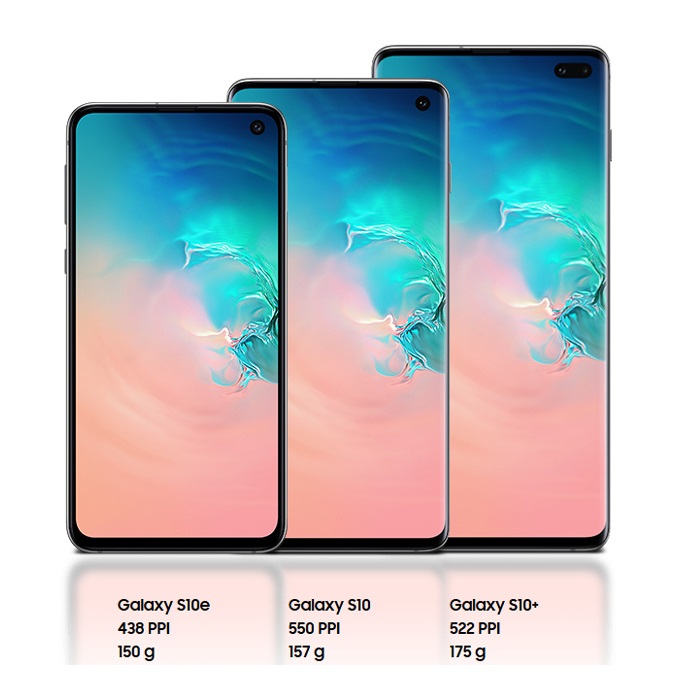 Galaxy S10e
438 PPI
150 g
Galaxy S10
550 PPI
157 g
Galaxy S10+
522 PPI
175 g